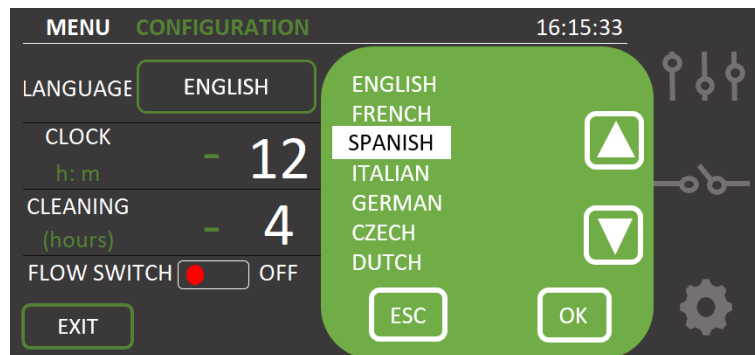 MENU CONFIGURATION 16:15:33
LANGUAGE ENGLISH
CLOCK
h: m - 12
CLEANING
(hours) - 4
FLOW SWITCH OFF
EXIT
ENGLISH
FRENCH
SPANISH
ITALIAN
GERMAN
CZECH
DUTCH
ESC OK